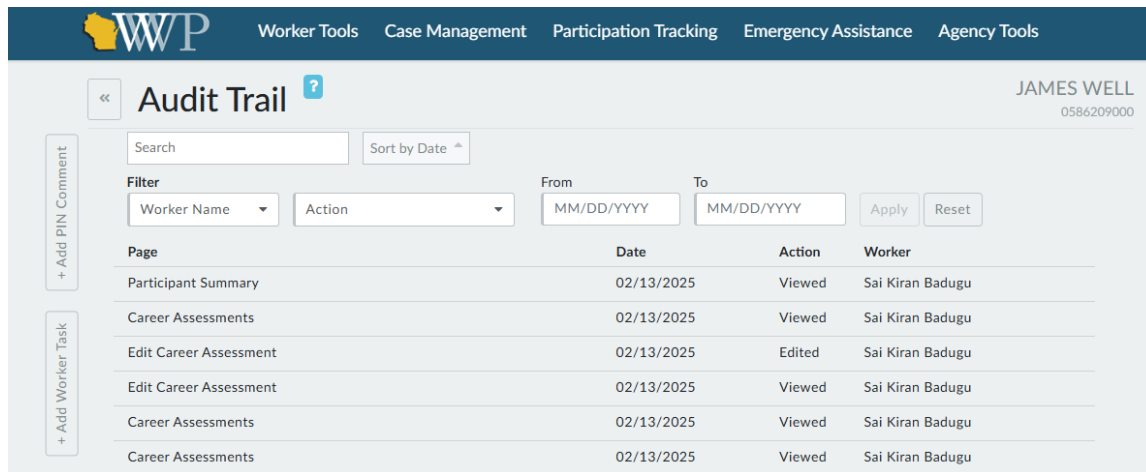 WWP Worker Tools Case Management Participation Tracking Emergency Assistance Agency Tools
« Audit Trail ? JAMES WELL
0586209000
Search Sort by Date
Filter From To
Worker Name Action MM/DD/YYYY MM/DD/YYYY Apply Reset
Page Date Action Worker
Participant Summary 02/13/2025 Viewed Sai Kiran Badugu
Career Assessments 02/13/2025 Viewed Sai Kiran Badugu
Edit Career Assessment 02/13/2025 Edited Sai Kiran Badugu
Edit Career Assessment 02/13/2025 Viewed Sai Kiran Badugu
Career Assessments 02/13/2025 Viewed Sai Kiran Badugu
Career Assessments 02/13/2025 Viewed Sai Kiran Badugu
+ Add PIN Comment
+ Add Worker Task